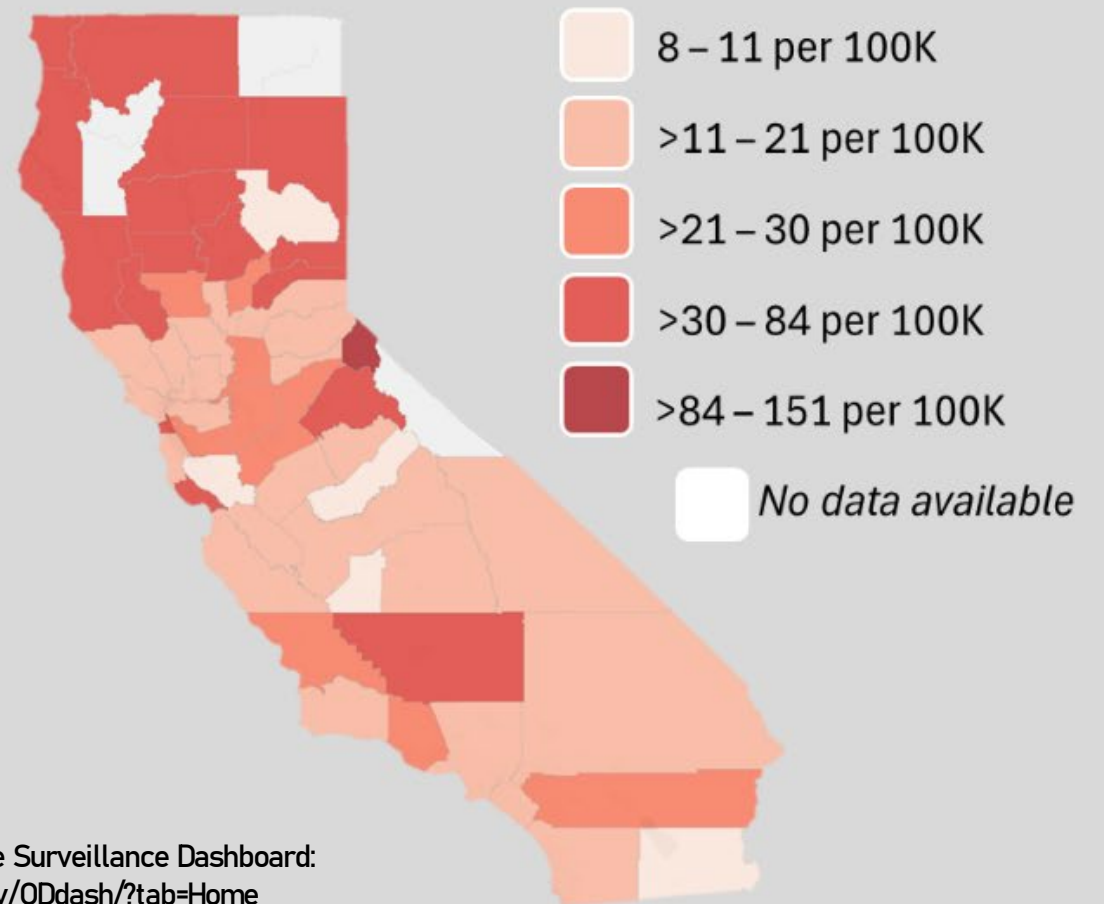 8 – 11 per 100K
>11 – 21 per 100K
>21 – 30 per 100K
>30 – 84 per 100K
>84 – 151 per 100K
No data available
Surveillance Dashboard:
/ODdash/?tab=Home